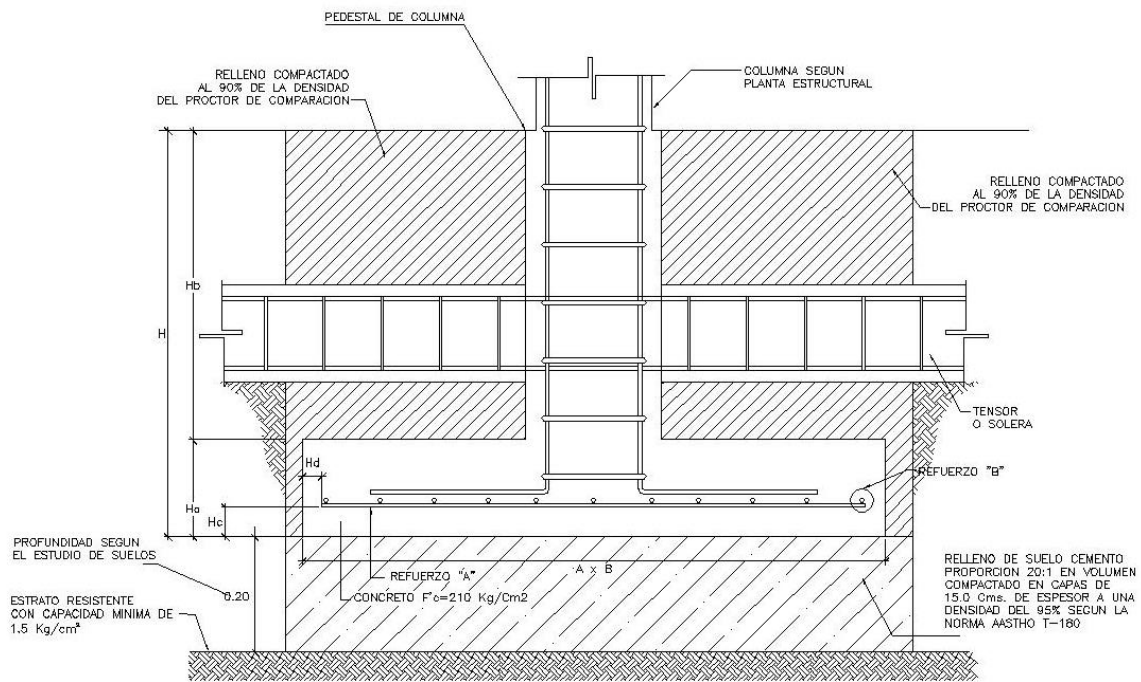 PEDESTAL DE COLUMNA
RELLENO COMPACTADO
AL 90% DE LA DENSIDAD
DEL PROCTOR DE COMPARACION
COLUMNA SEGUN
PLANTA ESTRUCTURAL
RELLENO COMPACTADO
AL 90% DE LA DENSIDAD
DEL PROCTOR DE COMPARACION
Hb
H
TENSOR
O SOLERA
Hd
REFUERZO "B"
Ha
Hc
PROFUNDIDAD SEGUN
EL ESTUDIO DE SUELOS
0.20
REFUERZO "A"
A x B
CONCRETO F'c=210 Kg/Cm2
ESTRATO RESISTENTE
CON CAPACIDAD MINIMA DE
1.5 Kg/cm²
RELLENO DE SUELO CEMENTO
PROPORCION 20:1 EN VOLUMEN
COMPACTADO EN CAPAS DE
15.0 Cms. DE ESPESOR A UNA
DENSIDAD DEL 95% SEGUN LA
NORMA AASTHO T-180